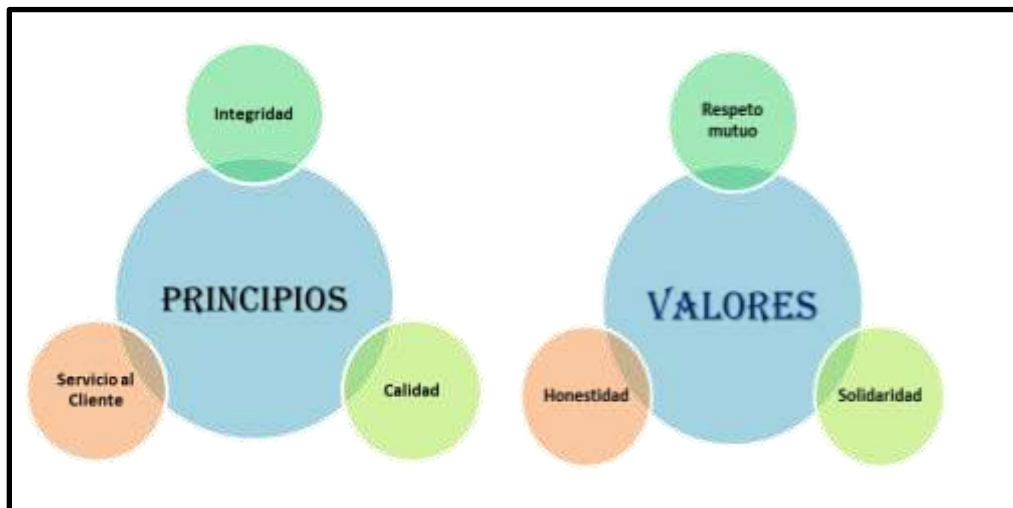 Integridad
PRINCIPIOS
Servicio al
Cliente
Calidad
Respeto
mutuo
VALORES
Honestidad
Solidaridad